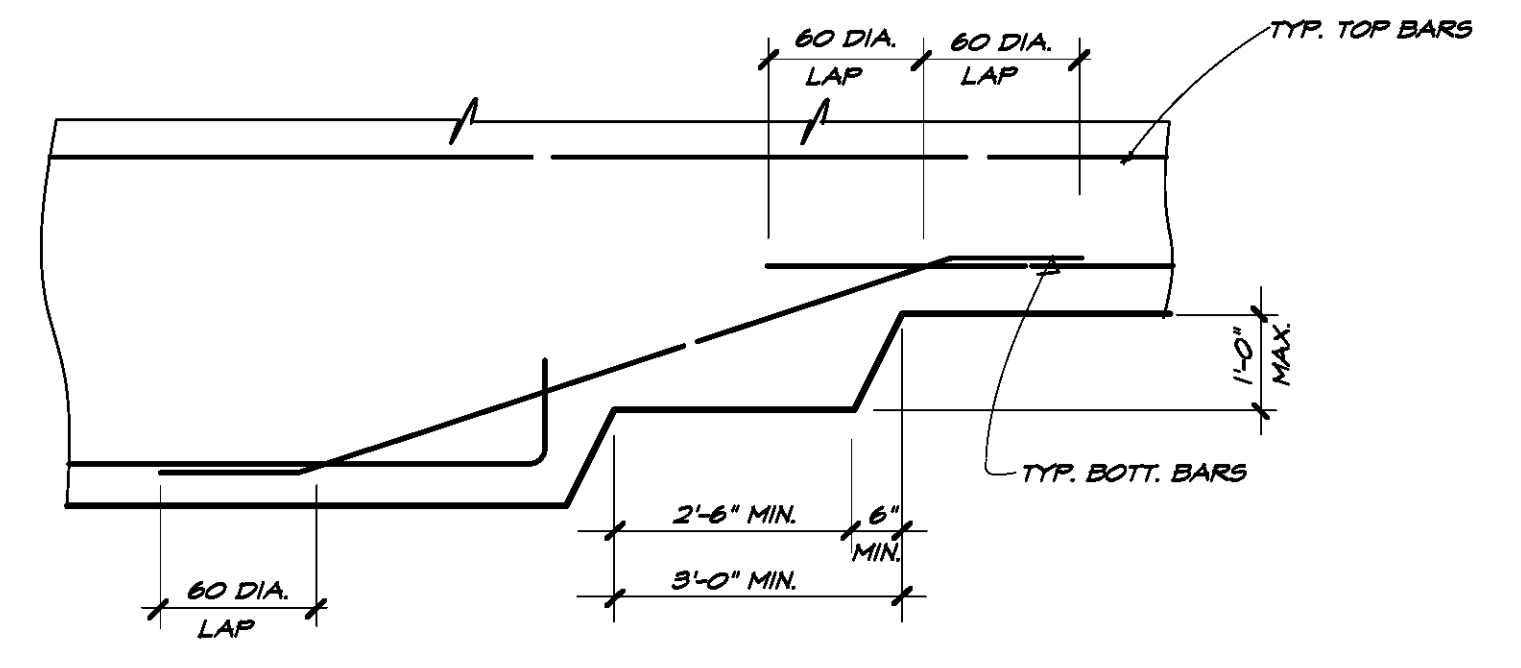 60 DIA.
LAP
60 DIA.
LAP
TYP. TOP BARS
1'-0"
MAX.
TYP. BOTT. BARS
2'-6" MIN.
6"
MIN.
3'-0" MIN.
60 DIA.
LAP